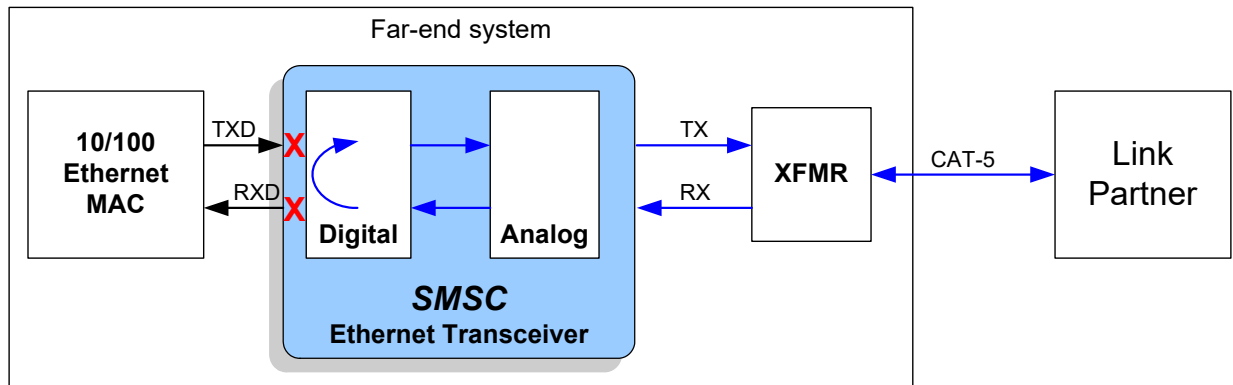 Far-end system
10/100
Ethernet
MAC
TXD
RXD
X
X
Digital
Analog
SMSC
Ethernet Transceiver
TX
RX
XFMR
CAT-5
Link
Partner